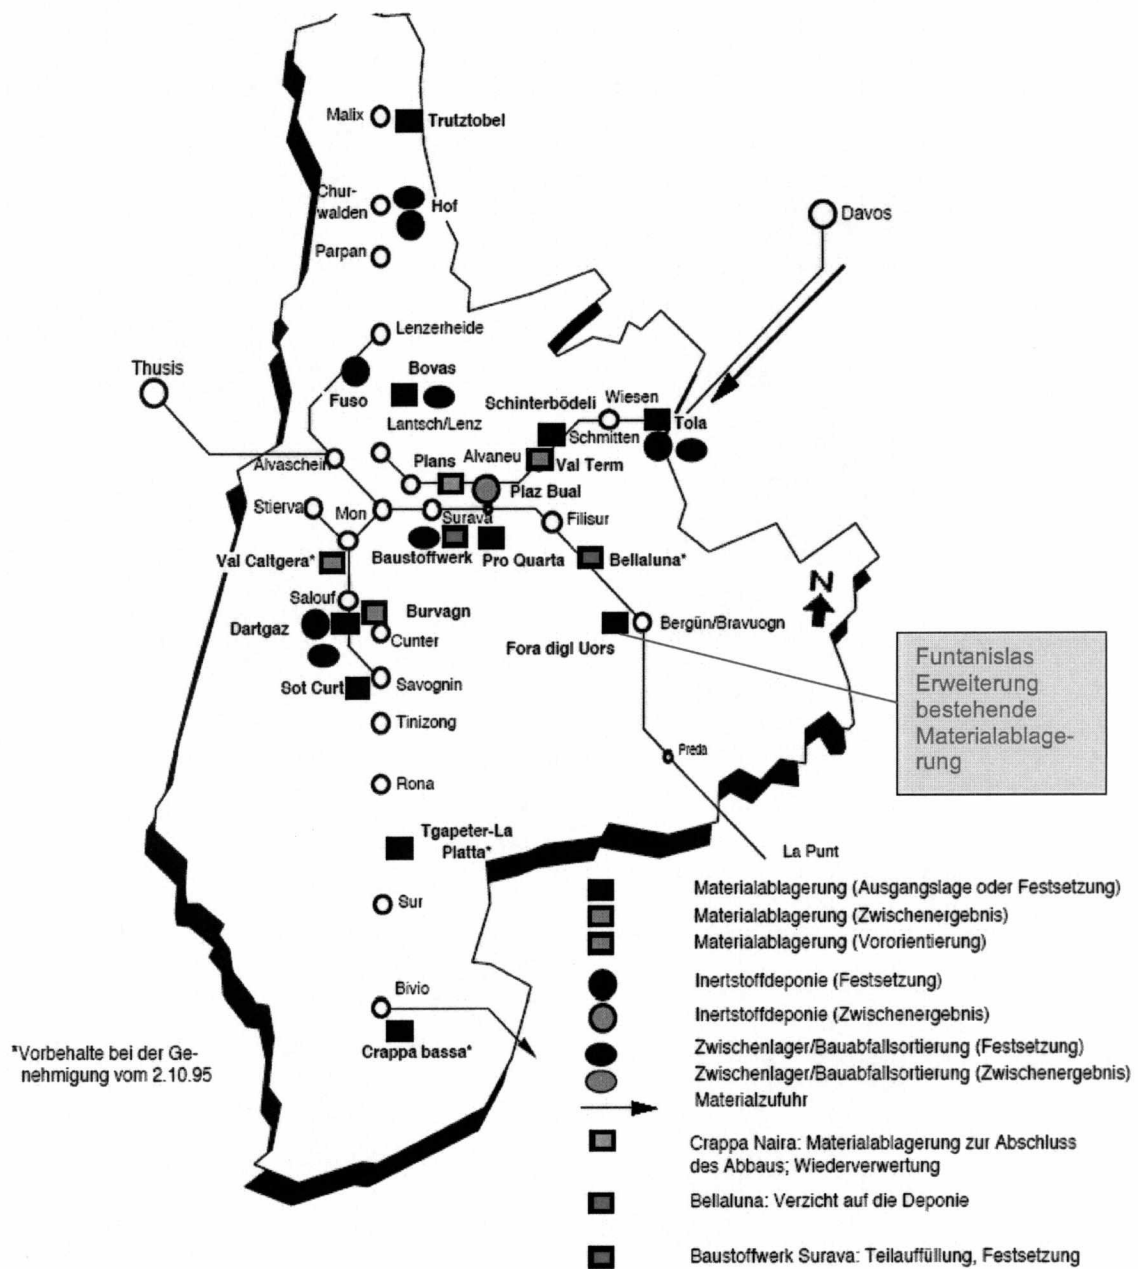 Malix
Trutztobel
Chur-
walden
Hof
Parpan
Davos
Lenzerheide
Thusis
Bovas
Fuso
Lantsch/Lenz
Schinterbödeli
Wiesen
Tola
Schmitten
Alvaschein
Plans
Alvaneu
Val Term
Plaz Bual
Stierva
Mon
Surava
Filisur
Val Caltgera*
Baustoffwerk
Pro Quarta
Bellaluna*
N
Salouf
Burvagn
Dartgaz
Cunter
Fora digl Uors
Bergün/Bravuogn
Sot Curt
Savognin
Funtanislas
Erweiterung
bestehende
Materialablage-
rung
Tinizong
Preda
Rona
Tgapeter-La
Platta*
La Punt
Sur
Bivio
Crappa bassa*
*Vorbehalte bei der Ge-
nehmigung vom 2.10.95
Materialablagerung (Ausgangslage oder Festsetzung)
Materialablagerung (Zwischenergebnis)
Materialablagerung (Vororientierung)
Inertstoffdeponie (Festsetzung)
Inertstoffdeponie (Zwischenergebnis)
Zwischenlager/Bauabfallsortierung (Festsetzung)
Zwischenlager/Bauabfallsortierung (Zwischenergebnis)
Materialzufuhr
Crappa Naira: Materialablagerung zur Abschluss
des Abbaus; Wiederverwertung
Bellaluna: Verzicht auf die Deponie
Baustoffwerk Surava: Teilauffüllung, Festsetzung